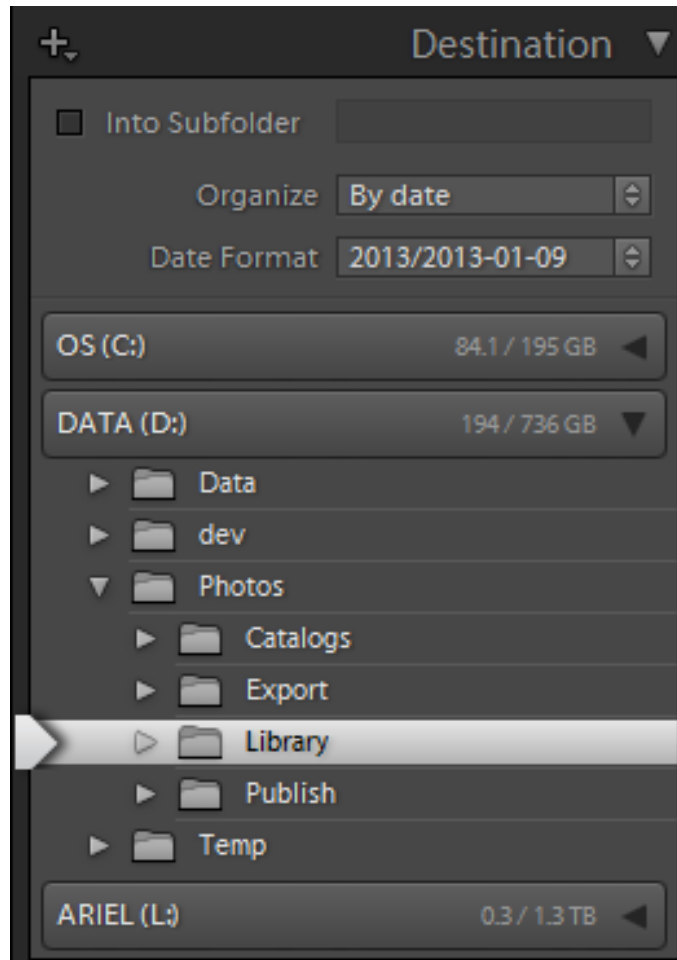 Destination
Into Subfolder
Organize By date
Date Format 2013/2013-01-09
OS (C:) 84.1 / 195 GB
DATA (D:) 194 / 736 GB
Data
dev
Photos
Catalogs
Export
Library
Publish
Temp
ARIEL (L:) 0.3 / 1.3 TB